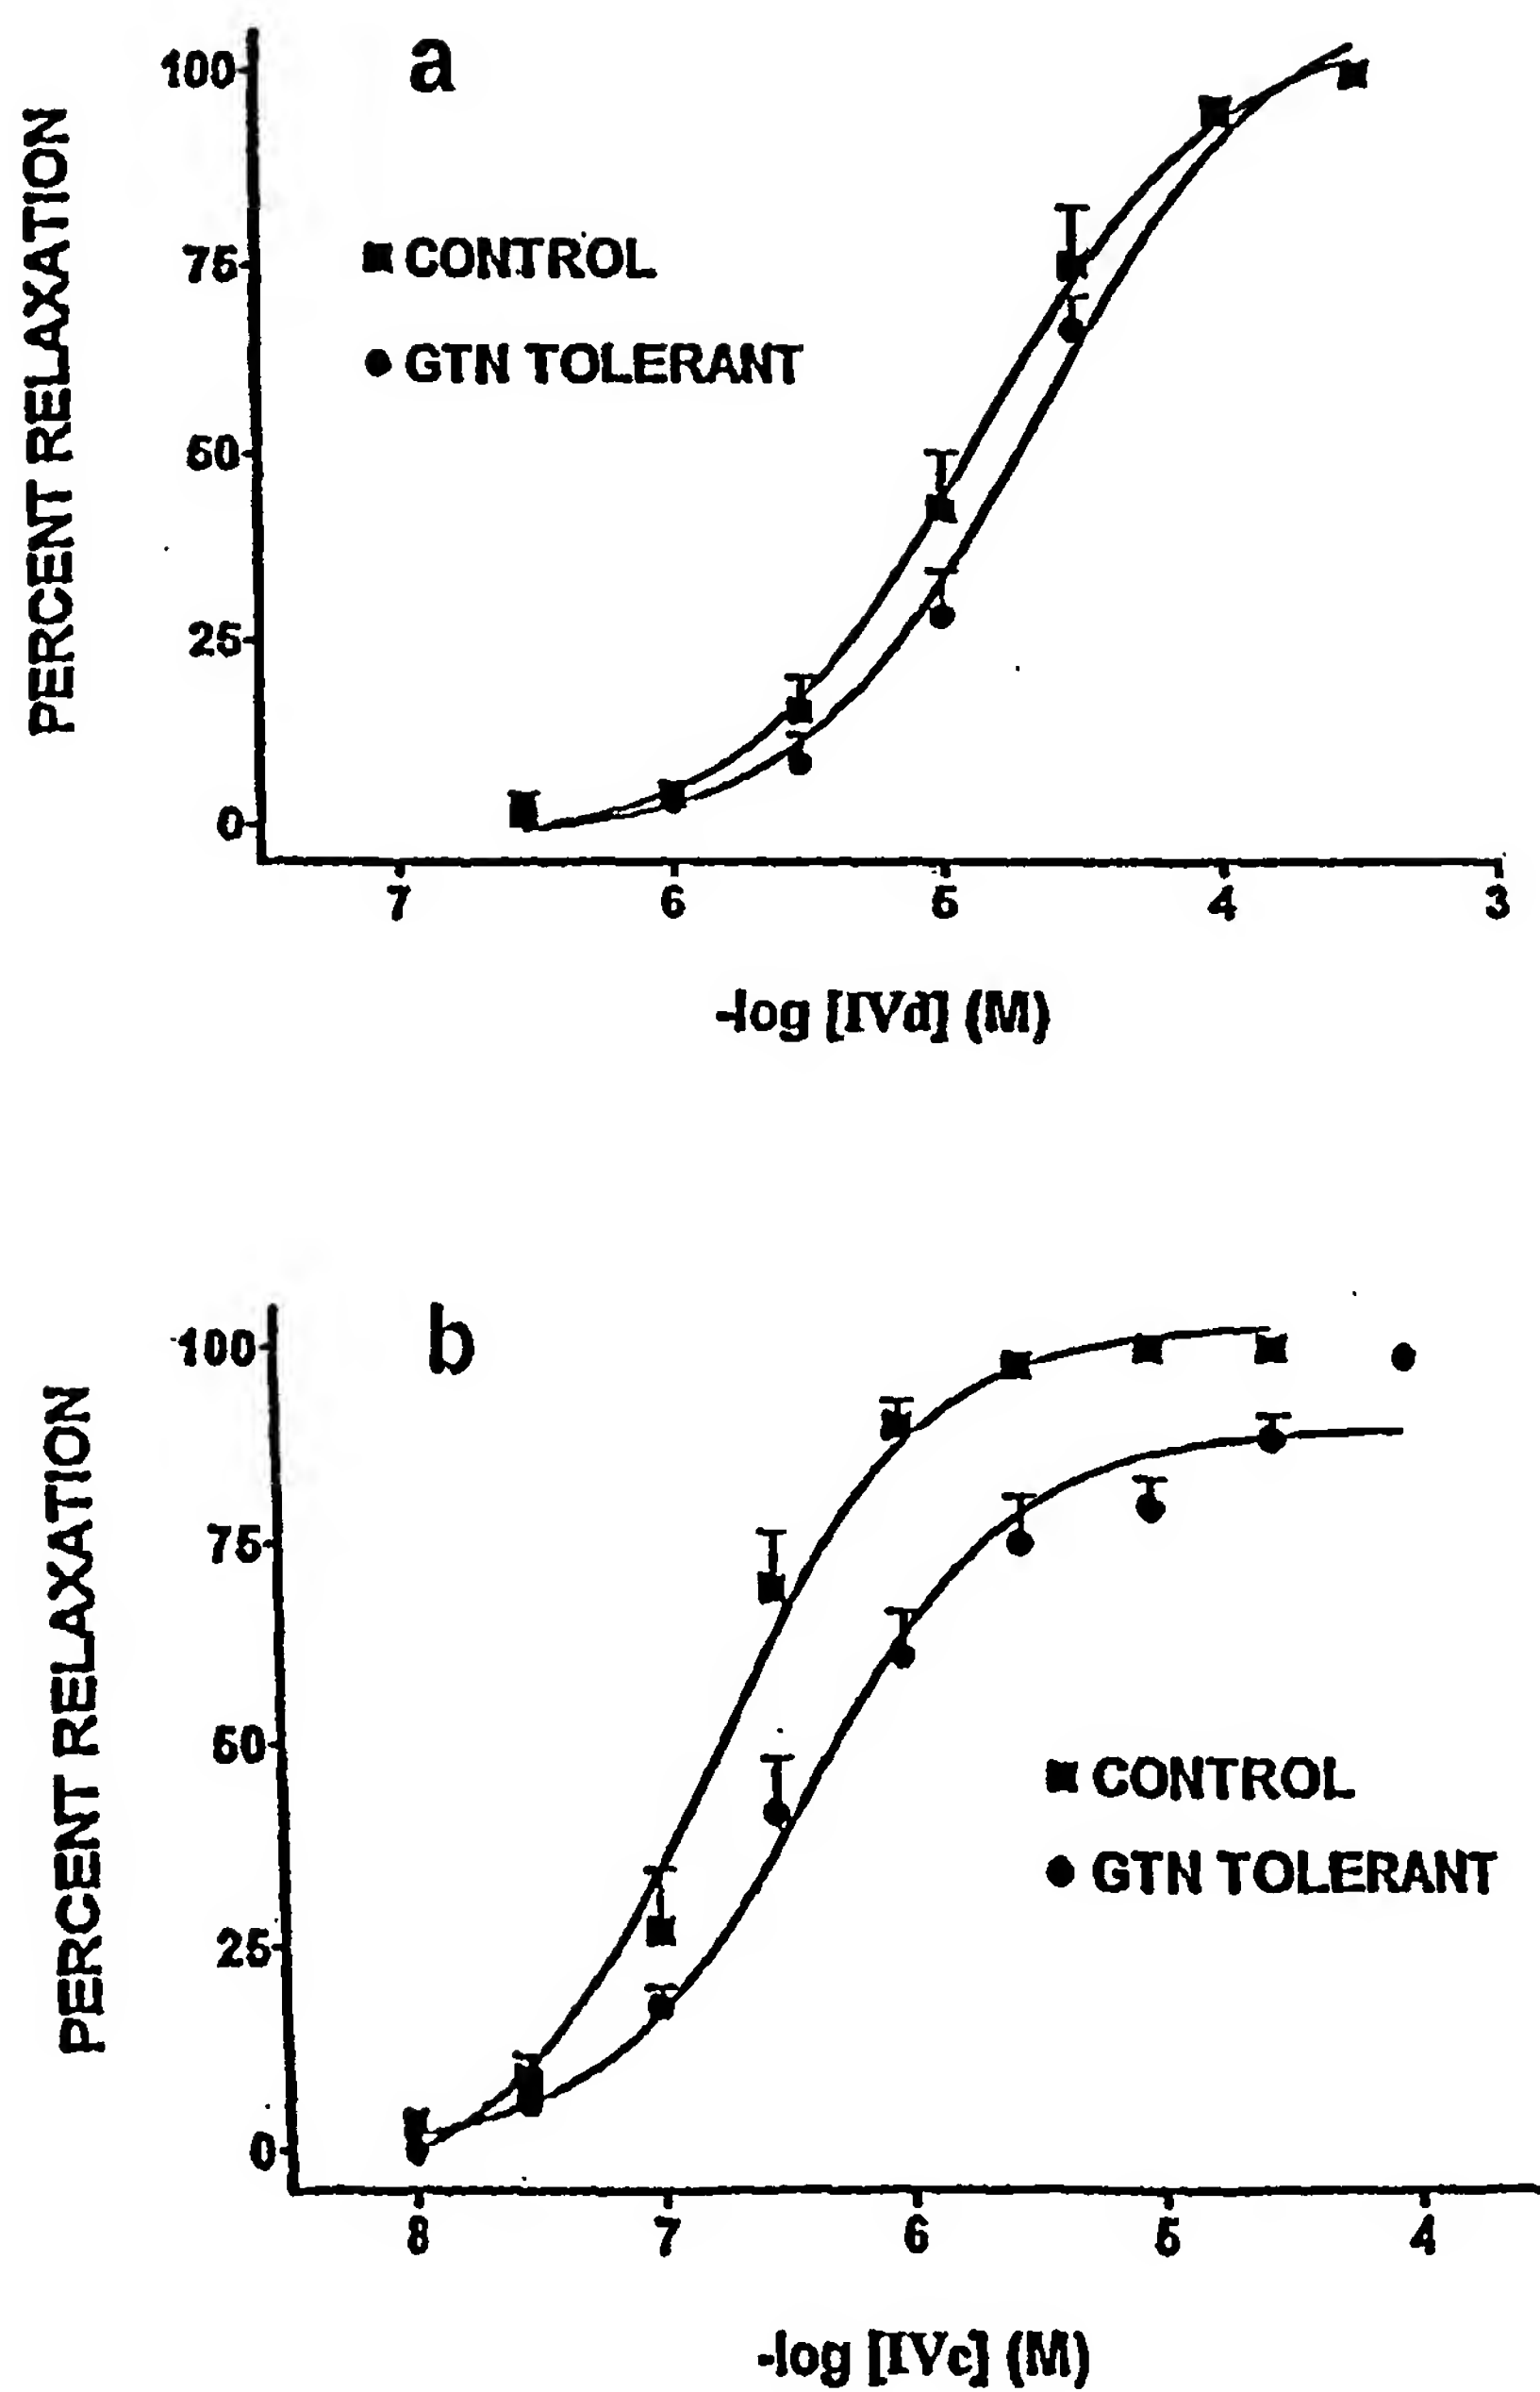 a
PERCENT RELAXATION
100
75
50
25
0
■ CONTROL
● GTN TOLERANT
7 6 5 4 3
-log [IVd] (M)
b
PERCENT RELAXATION
100
75
50
25
0
■ CONTROL
● GTN TOLERANT
8 7 6 5 4
-log [IVc] (M)